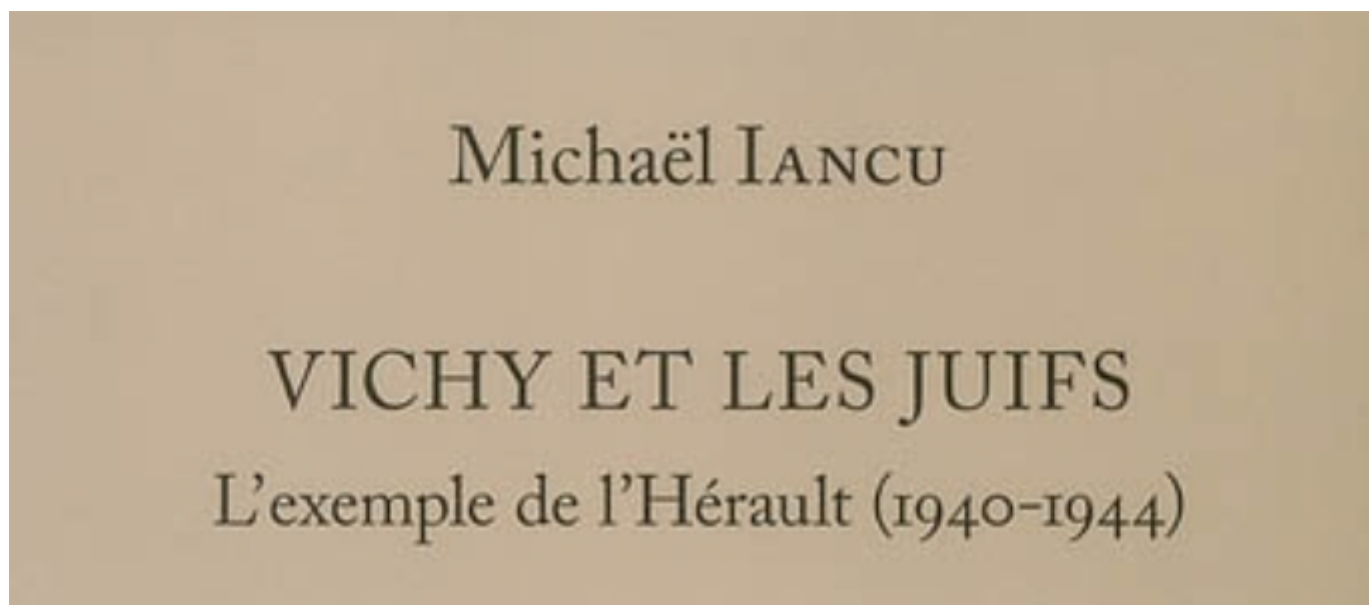 Michaël Iancu
VICHY ET LES JUIFS
L’exemple de l’Hérault (1940-1944)